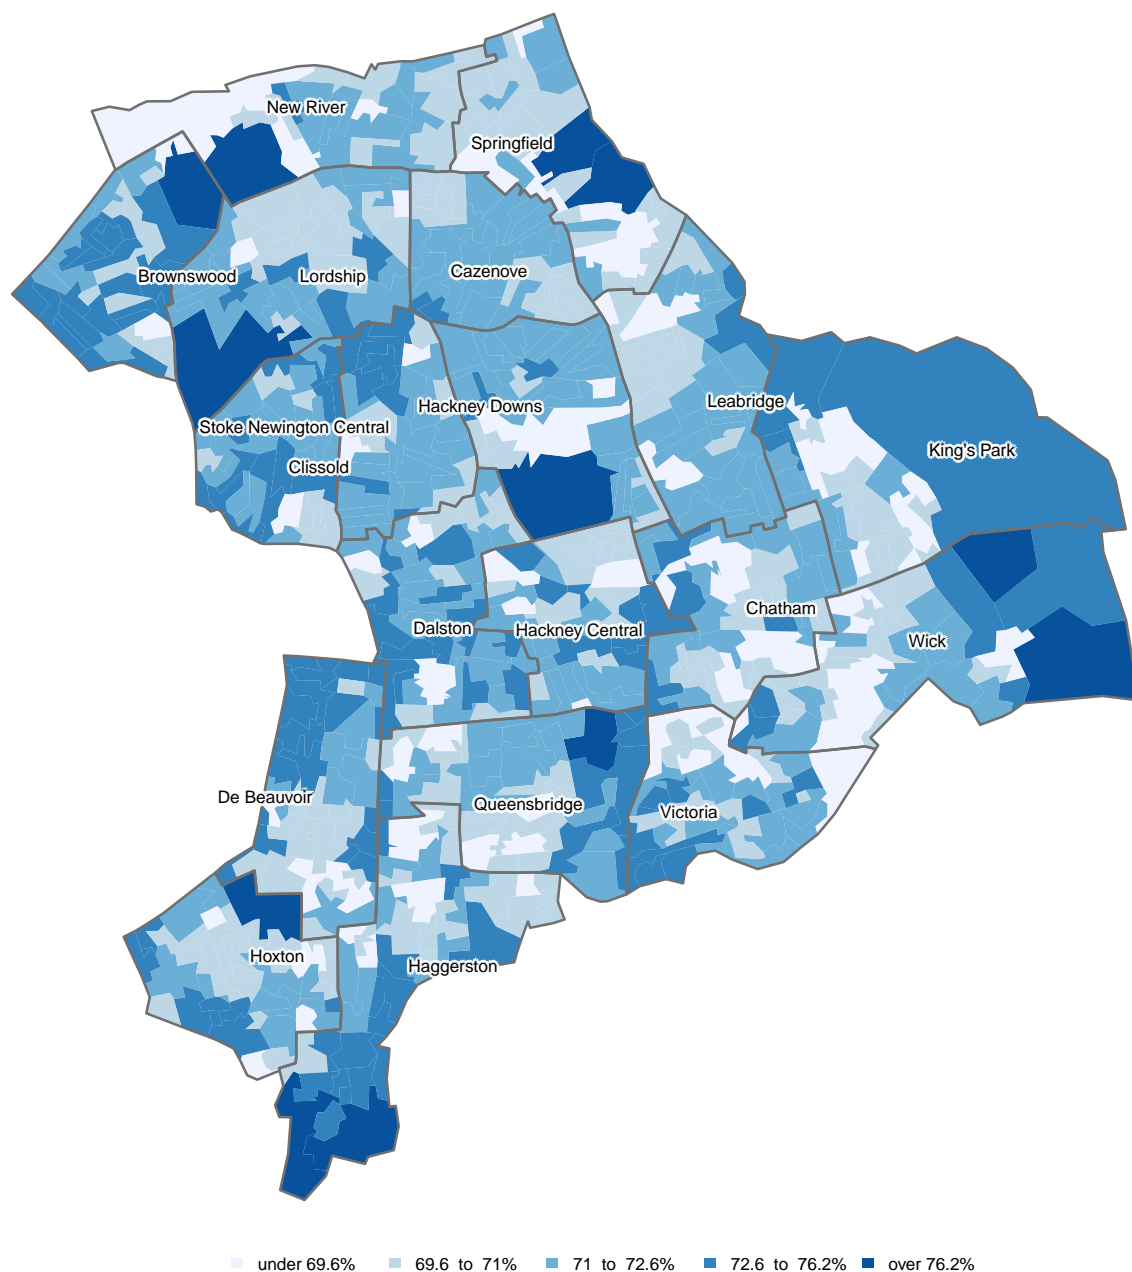 New River
Springfield
Brownswood
Lordship
Cazenove
Leabridge
Hackney Downs
Stoke Newington Central
King's Park
Clissold
Chatham
Dalston
Hackney Central
Wick
De Beauvoir
Queensbridge
Victoria
Hoxton
Haggerston
under 69.6% 69.6 to 71% 71 to 72.6% 72.6 to 76.2% over 76.2%